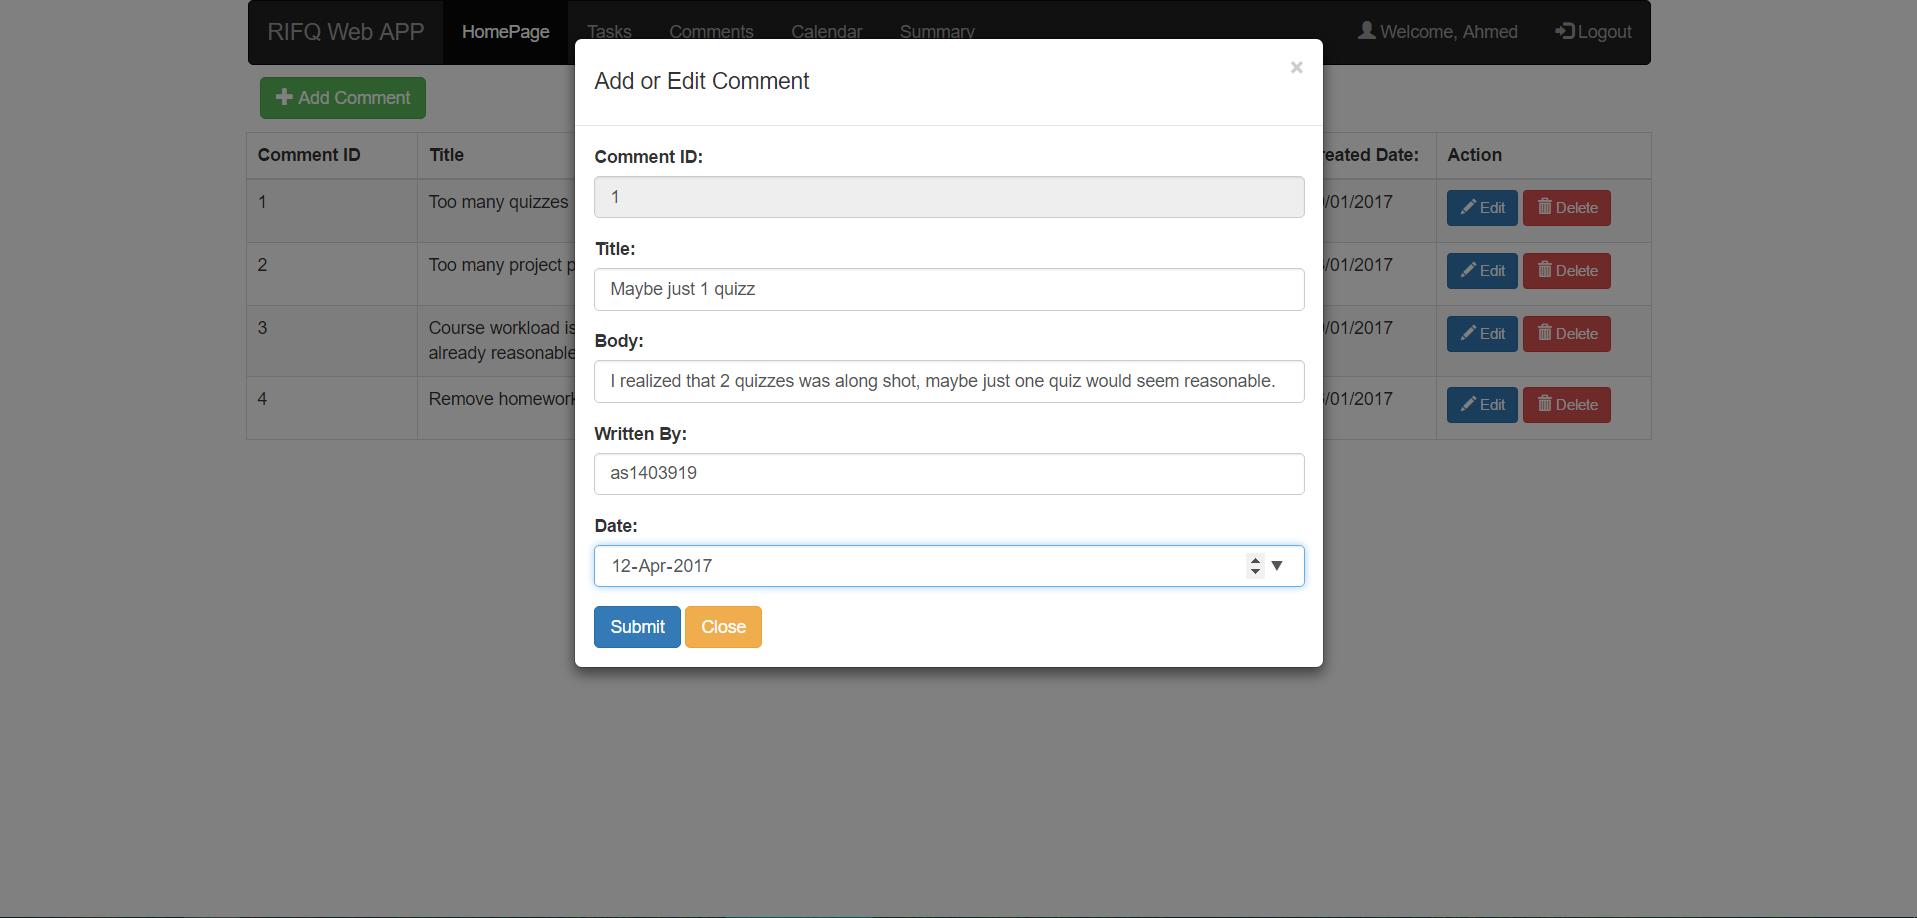 RIFQ Web APP HomePage Tasks Comments Calendar Summary Welcome, Ahmed Logout
Add Comment
Add or Edit Comment ×
Comment ID Title Date: Action
1 Too many quizzes /01/2017 Edit Delete
2 Too many project /01/2017 Edit Delete
3 Course workload is /01/2017 Edit Delete
already reasonable
4 Remove homework /01/2017 Edit Delete
Comment ID:
1
Title:
Maybe just 1 quizz
Body:
I realized that 2 quizzes was along shot, maybe just one quiz would seem reasonable.
Written By:
as1403919
Date:
12-Apr-2017
Submit Close